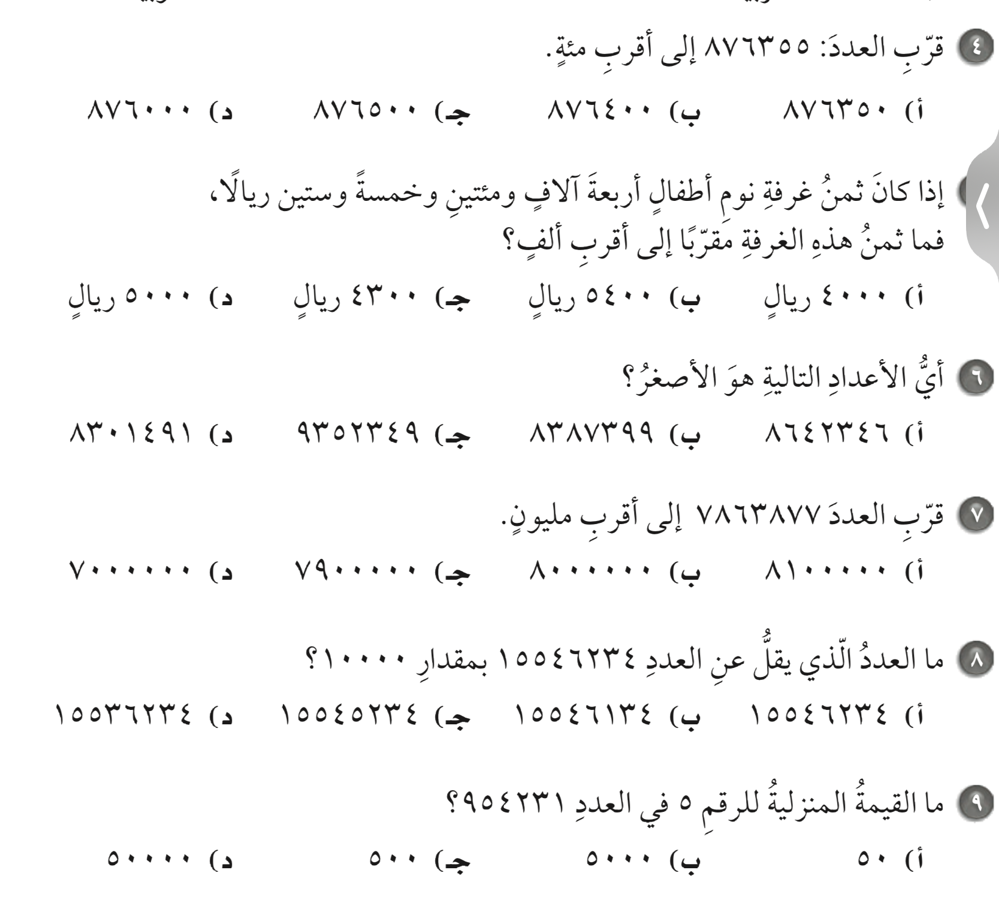 ٤ قرّبِ العددَ: ٨٧٦٣٥٥ إلى أقربِ مئةٍ.
أ) ٨٧٦٣٥٠ ب) ٨٧٦٤٠٠ جـ) ٨٧٦٥٠٠ د) ٨٧٦٠٠٠
إذا كانَ ثمنُ غرفةِ نومِ أطفالٍ أربعةَ آلافٍ ومئتينِ وخمسةً وستين ريالًا،
فما ثمنُ هذهِ الغرفةِ مقرّبًا إلى أقربِ ألفٍ؟
أ) ٤٠٠٠ ريالٍ ب) ٥٤٠٠ ريالٍ جـ) ٤٣٠٠ ريالٍ د) ٥٠٠٠ ريالٍ
٦ أيُّ الأعدادِ التاليةِ هوَ الأصغرُ؟
أ) ٨٦٤٢٣٤٦ ب) ٨٣٨٧٣٩٩ جـ) ٩٣٥٢٣٤٩ د) ٨٣٠١٤٩١
٧ قرّبِ العددَ ٧٨٦٣٨٧٧ إلى أقربِ مليونٍ.
أ) ٨١٠٠٠٠٠ ب) ٨٠٠٠٠٠٠ جـ) ٧٩٠٠٠٠٠ د) ٧٠٠٠٠٠٠
٨ ما العددُ الّذي يقلُّ عنِ العددِ ١٥٥٤٦٢٣٤ بمقدارِ ١٠٠٠٠؟
أ) ١٥٥٤٦٢٣٤ ب) ١٥٥٤٦١٣٤ جـ) ١٥٥٤٥٢٣٤ د) ١٥٥٣٦٢٣٤
٩ ما القيمةُ المنزليةُ للرقمِ ٥ في العددِ ٩٥٤٢٣١؟
أ) ٥٠ ب) ٥٠٠٠ جـ) ٥٠٠ د) ٥٠٠٠٠